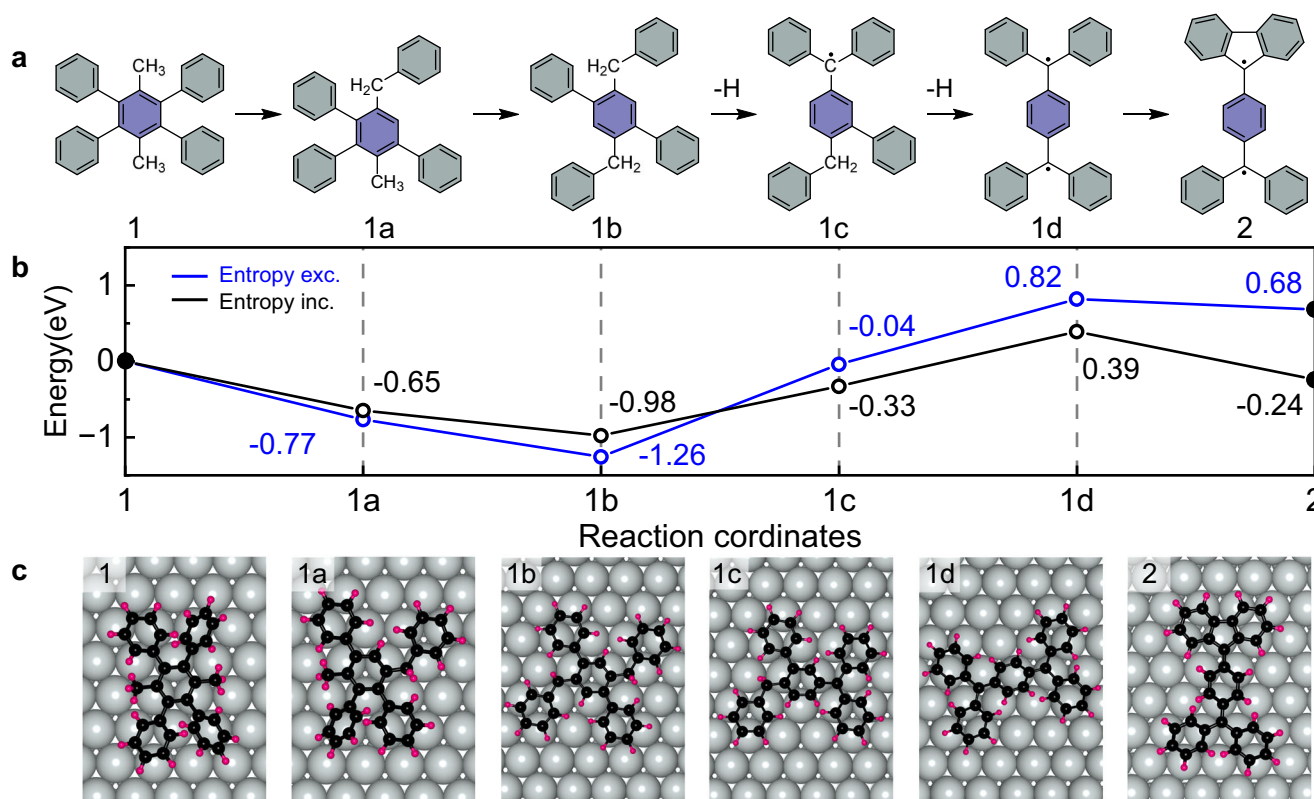 a
CH3
CH3
CH2
CH3
H2C
CH2
-H
C
CH2
-H
1 1a 1b 1c 1d 2
b
Energy(eV)
1
0
−1
Entropy exc.
Entropy inc.
0.82
0.68
-0.04
-0.65
-0.98
0.39
-0.33
-0.24
-0.77
-1.26
1 1a 1b 1c 1d 2
Reaction cordinates
c
1 1a 1b 1c 1d 2